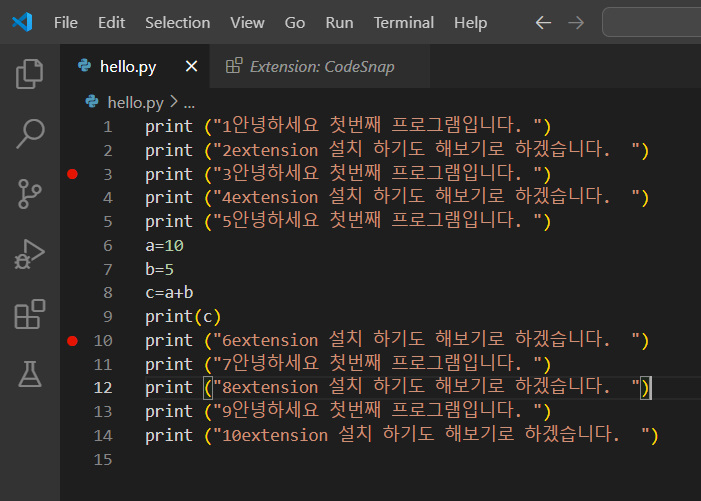 File Edit Selection View Go Run Terminal Help
hello.py Extension: CodeSnap
hello.py > ...
1 print ("1안녕하세요 첫번째 프로그램입니다. ")
2 print ("2extension 설치 하기도 해보기로 하겠습니다.  ")
3 print ("3안녕하세요 첫번째 프로그램입니다. ")
4 print ("4extension 설치 하기도 해보기로 하겠습니다.  ")
5 print ("5안녕하세요 첫번째 프로그램입니다. ")
6 a=10
7 b=5
8 c=a+b
9 print(c)
10 print ("6extension 설치 하기도 해보기로 하겠습니다.  ")
11 print ("7안녕하세요 첫번째 프로그램입니다. ")
12 print ("8extension 설치 하기도 해보기로 하겠습니다.  ")
13 print ("9안녕하세요 첫번째 프로그램입니다. ")
14 print ("10extension 설치 하기도 해보기로 하겠습니다.  ")
15